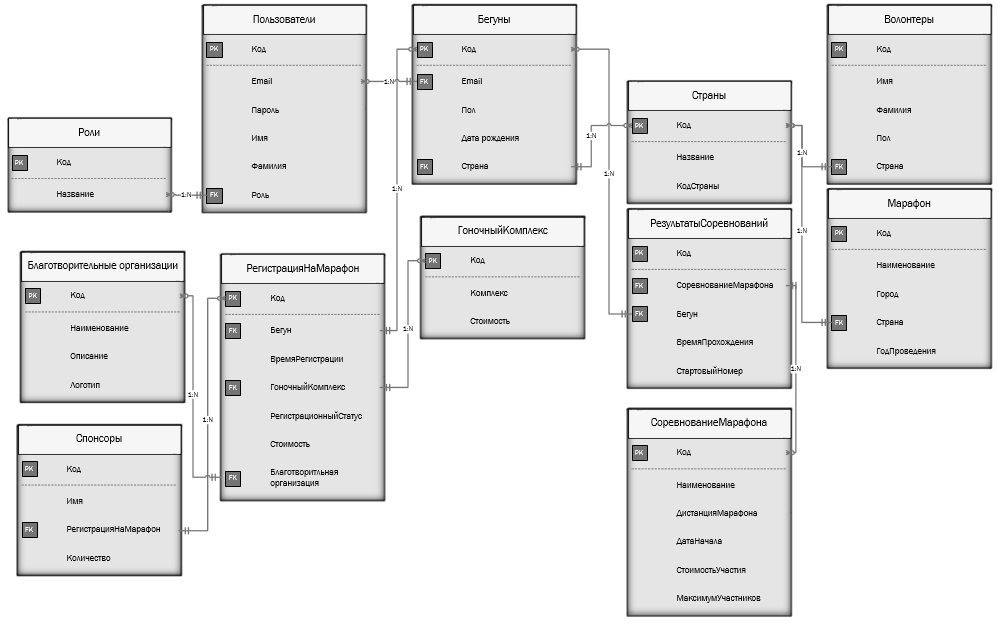 Роли
PK Код
Название
Пользователи
PK Код
Email
Пароль
Имя
Фамилия
FK Роль
Бегуны
PK Код
FK Email
Пол
Дата рождения
FK Страна
Страны
PK Код
Название
КодСтраны
Волонтеры
PK Код
Имя
Фамилия
Пол
FK Страна
Благотворительные организации
PK Код
Наименование
Описание
Логотип
РегистрацияНаМарафон
PK Код
FK Бегун
ВремяРегистрации
FK ГоночныйКомплекс
РегистрационныйСтатус
Стоимость
FK Благотворитльная
организация
ГоночныйКомплекс
PK Код
Комплекс
Стоимость
РезультатыСоревнований
PK Код
FK СоревнованиеМарафона
FK Бегун
ВремяПрохождения
СтартовыйНомер
Марафон
PK Код
Наименование
Город
FK Страна
ГодПроведения
Спонсоры
PK Код
Имя
FK РегистрацияНаМарафон
Количество
СоревнованиеМарафона
PK Код
Наименование
ДистанцияМарафона
ДатаНачала
СтоимостьУчастия
МаксимумУчастников
1:N
1:N
1:N
1:N
1:N
1:N
1:N
1:N
1:N
1:N
1:N